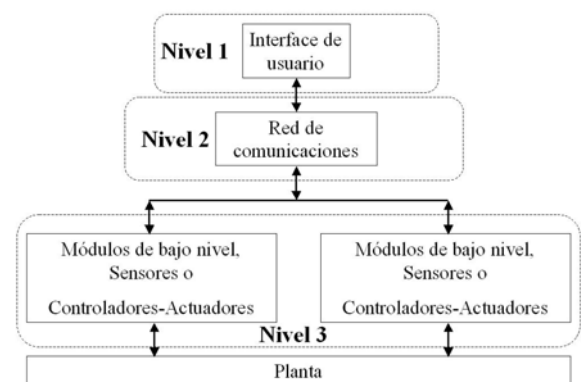 Nivel 1
Interface de
usuario
Nivel 2
Red de
comunicaciones
Módulos de bajo nivel,
Sensores o
Controladores-Actuadores
Módulos de bajo nivel,
Sensores o
Controladores-Actuadores
Nivel 3
Planta